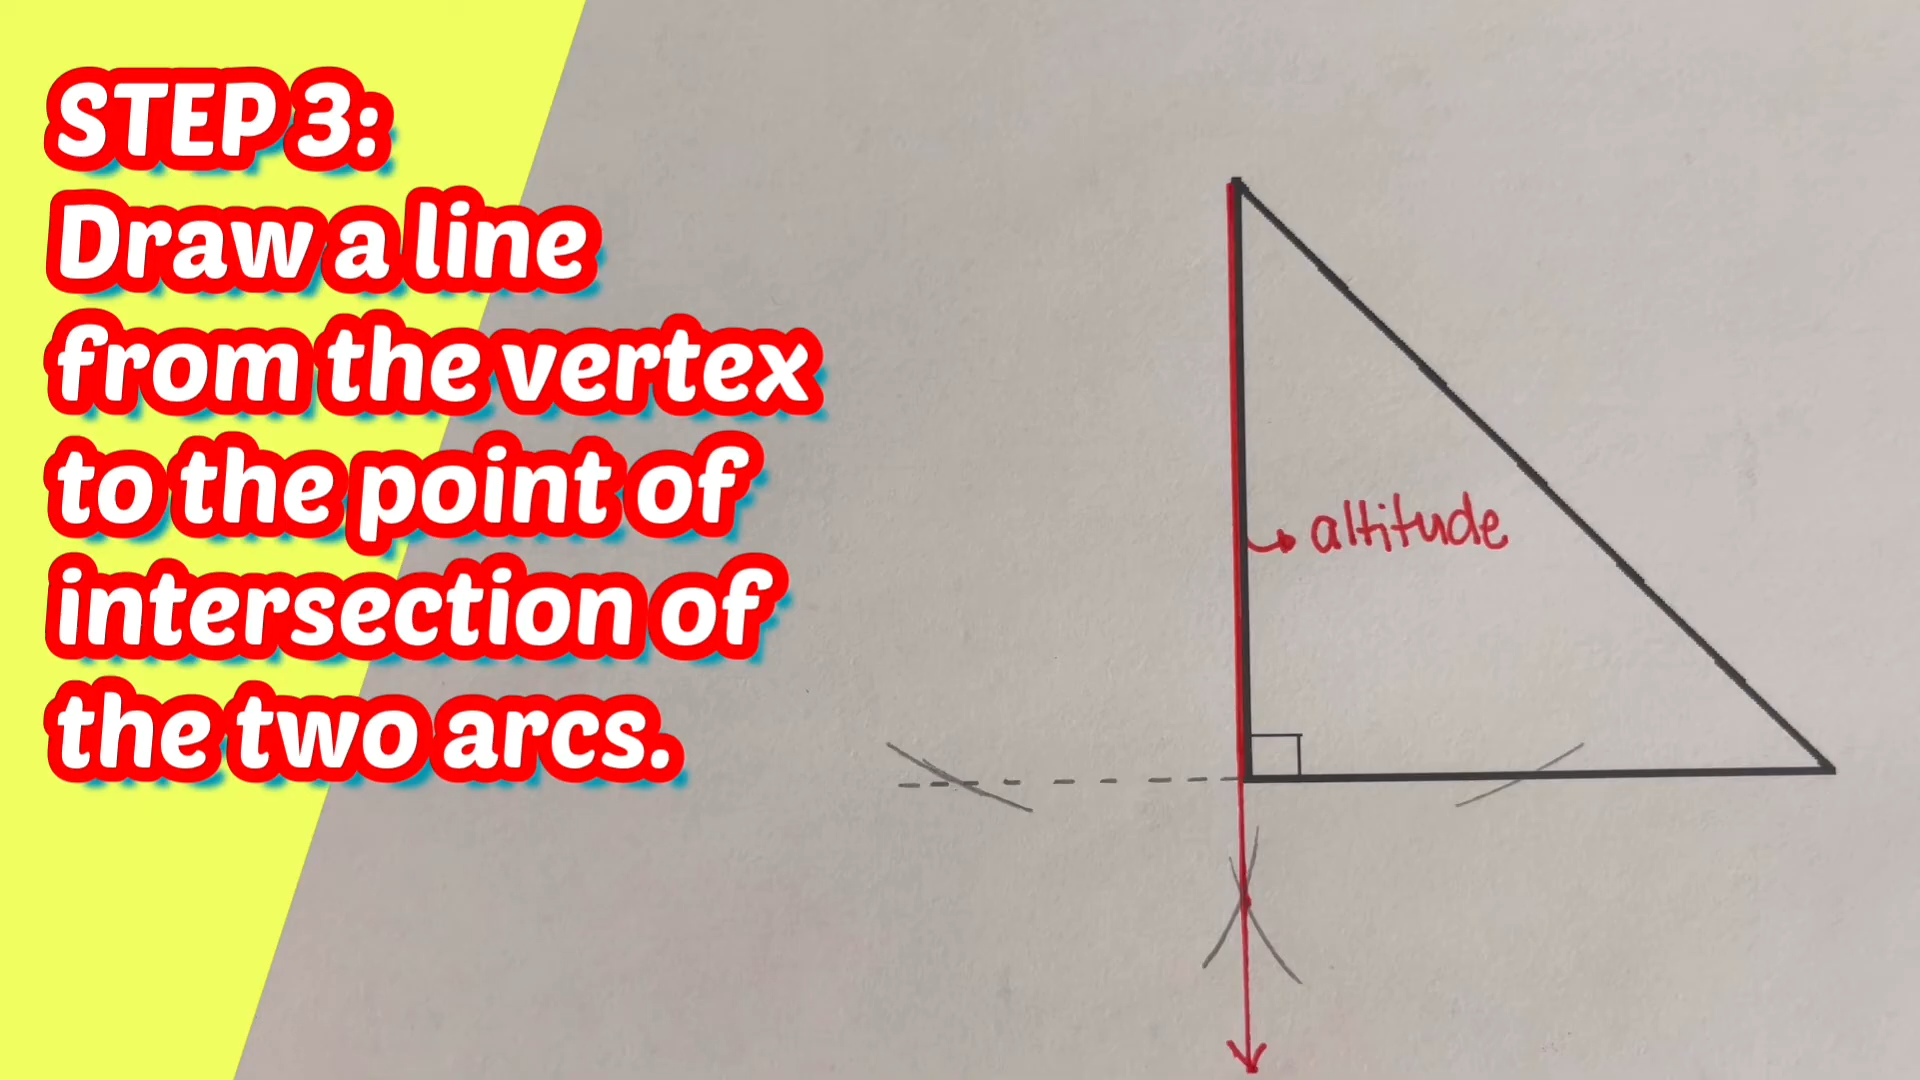 STEP 3:
Draw a line
from the vertex
to the point of
intersection of
the two arcs.
altitude